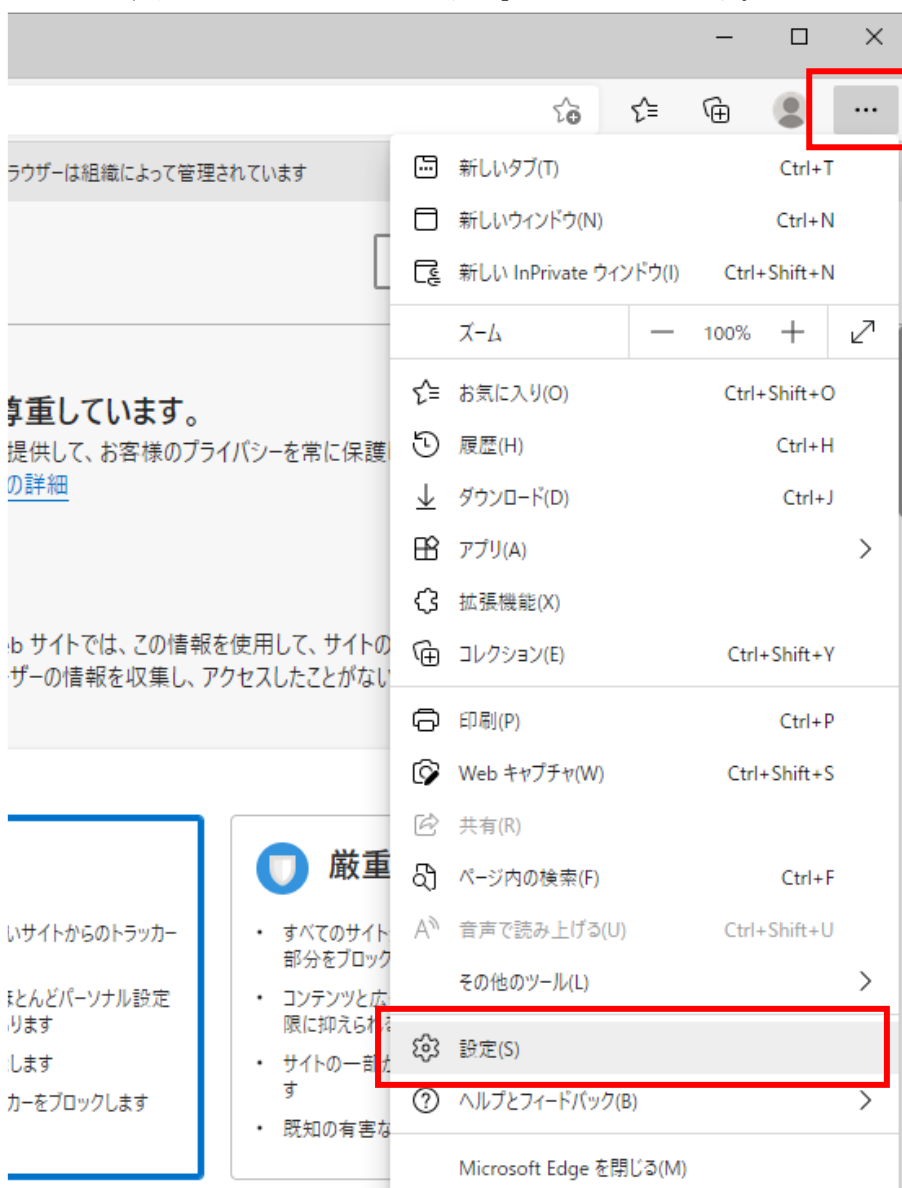 ラウザーは組織によって管理されています
尊重しています。
提供して、お客様のプライバシーを常に保護
の詳細
eb サイトでは、この情報を使用して、サイトの
ーザーの情報を収集し、アクセスしたことがない
いサイトからのトラッカー
ほとんどパーソナル設定
ります
します
カーをブロックします
厳重
• すべてのサイト
部分をブロック
• コンテンツと広
限に抑えられ
• サイトの一部が
す
• 既知の有害な
新しいタブ(T) Ctrl+T
新しいウィンドウ(N) Ctrl+N
新しい InPrivate ウィンドウ(I) Ctrl+Shift+N
ズーム 100%
お気に入り(O) Ctrl+Shift+O
履歴(H) Ctrl+H
ダウンロード(D) Ctrl+J
アプリ(A)
拡張機能(X)
コレクション(E) Ctrl+Shift+Y
印刷(P) Ctrl+P
Web キャプチャ(W) Ctrl+Shift+S
共有(R)
ページ内の検索(F) Ctrl+F
音声で読み上げる(U) Ctrl+Shift+U
その他のツール(L)
設定(S)
ヘルプとフィードバック(B)
Microsoft Edge を閉じる(M)